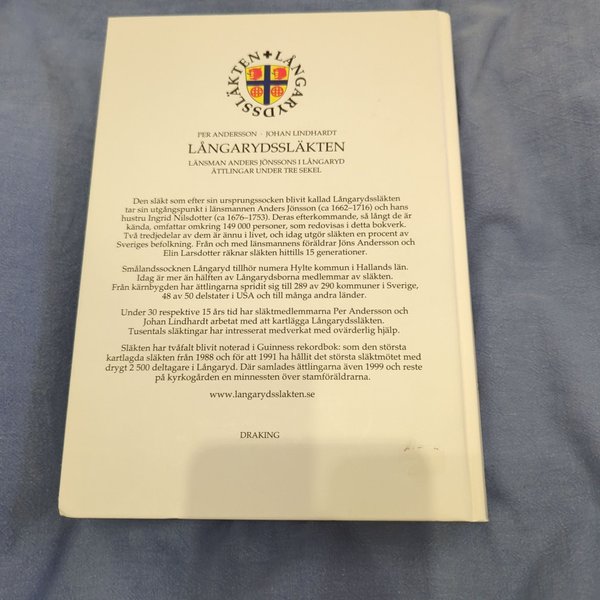 LÅNGARYDSSLÄKTEN
PER ANDERSSON · JOHAN LINDHARDT
LÅNGARYDSSLÄKTEN
LÄNSMAN ANDERS JÖNSSONS I LÅNGARYD
ÄTTLINGAR UNDER TRE SEKEL
Den släkt som efter sin ursprungssocken blivit kallad Långarydssläkten
tar sin utgångspunkt i länsmannen Anders Jönsson (ca 1662–1716) och hans
hustru Ingrid Nilsdotter (ca 1676–1753). Deras efterkommande, så långt de är
kända, omfattar omkring 149 000 personer, som redovisas i detta bokverk.
Två tredjedelar av dem är ännu i livet, och idag utgör släkten en procent av
Sveriges befolkning. Från och med länsmannens föräldrar Jöns Andersson och
Elin Larsdotter räknar släkten hittills 15 generationer.
Smålandssocknen Långaryd tillhör numera Hylte kommun i Hallands län.
Idag är mer än hälften av Långarydsborna medlemmar av släkten.
Från kärnbygden har ättlingarna spridit sig till 289 av 290 kommuner i Sverige,
48 av 50 delstater i USA och till många andra länder.
Under 30 respektive 15 års tid har släktmedlemmarna Per Andersson och
Johan Lindhardt arbetat med att kartlägga Långarydssläkten.
Tusentals släktingar har intresserat medverkat med ovärderlig hjälp.
Släkten har tvåfalt blivit noterad i Guinness rekordbok: som den största
kartlagda släkten från 1988 och för att 1991 ha hållit det största släktmötet med
drygt 2 500 deltagare i Långaryd. Där samlades ättlingarna även 1999 och reste
på kyrkogården en minnessten över stamföräldrarna.
www.langarydsslakten.se
DRAKING